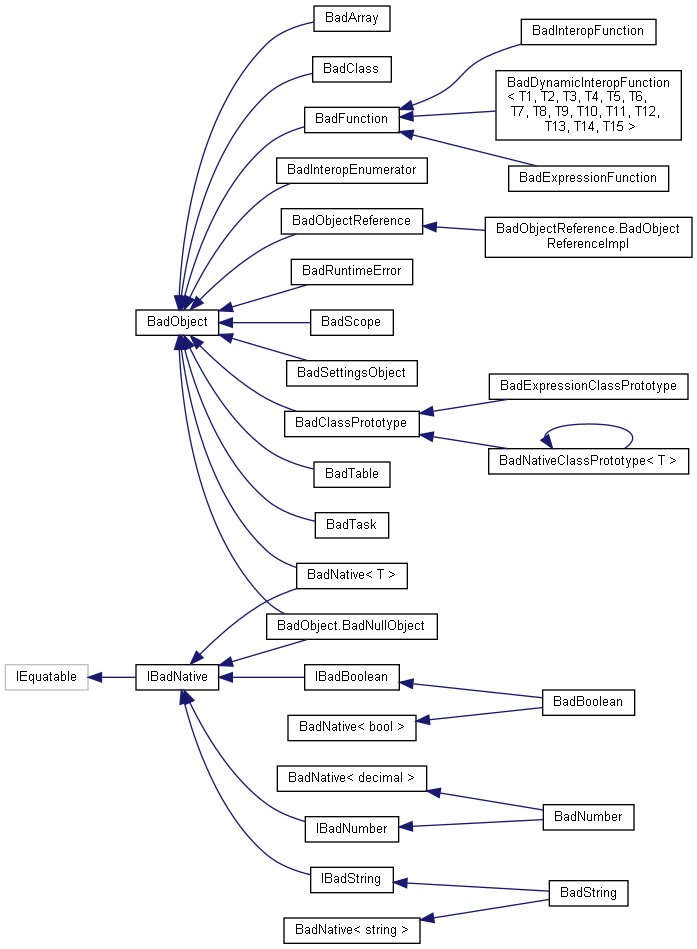 BadArray
BadInteropFunction
BadClass
BadDynamicInteropFunction
< T1, T2, T3, T4, T5, T6,
T7, T8, T9, T10, T11, T12,
T13, T14, T15 >
BadFunction
BadInteropEnumerator
BadExpressionFunction
BadObjectReference
BadObjectReference.BadObject
ReferenceImpl
BadRuntimeError
BadObject
BadScope
BadSettingsObject
BadExpressionClassPrototype
BadClassPrototype
BadNativeClassPrototype< T >
BadTable
BadTask
BadNative< T >
BadObject.BadNullObject
IEquatable
IBadNative
IBadBoolean
BadBoolean
BadNative< bool >
BadNative< decimal >
BadNumber
IBadNumber
IBadString
BadString
BadNative< string >